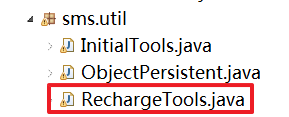 sms.util
InitialTools.java
ObjectPersistent.java
RechargeTools.java